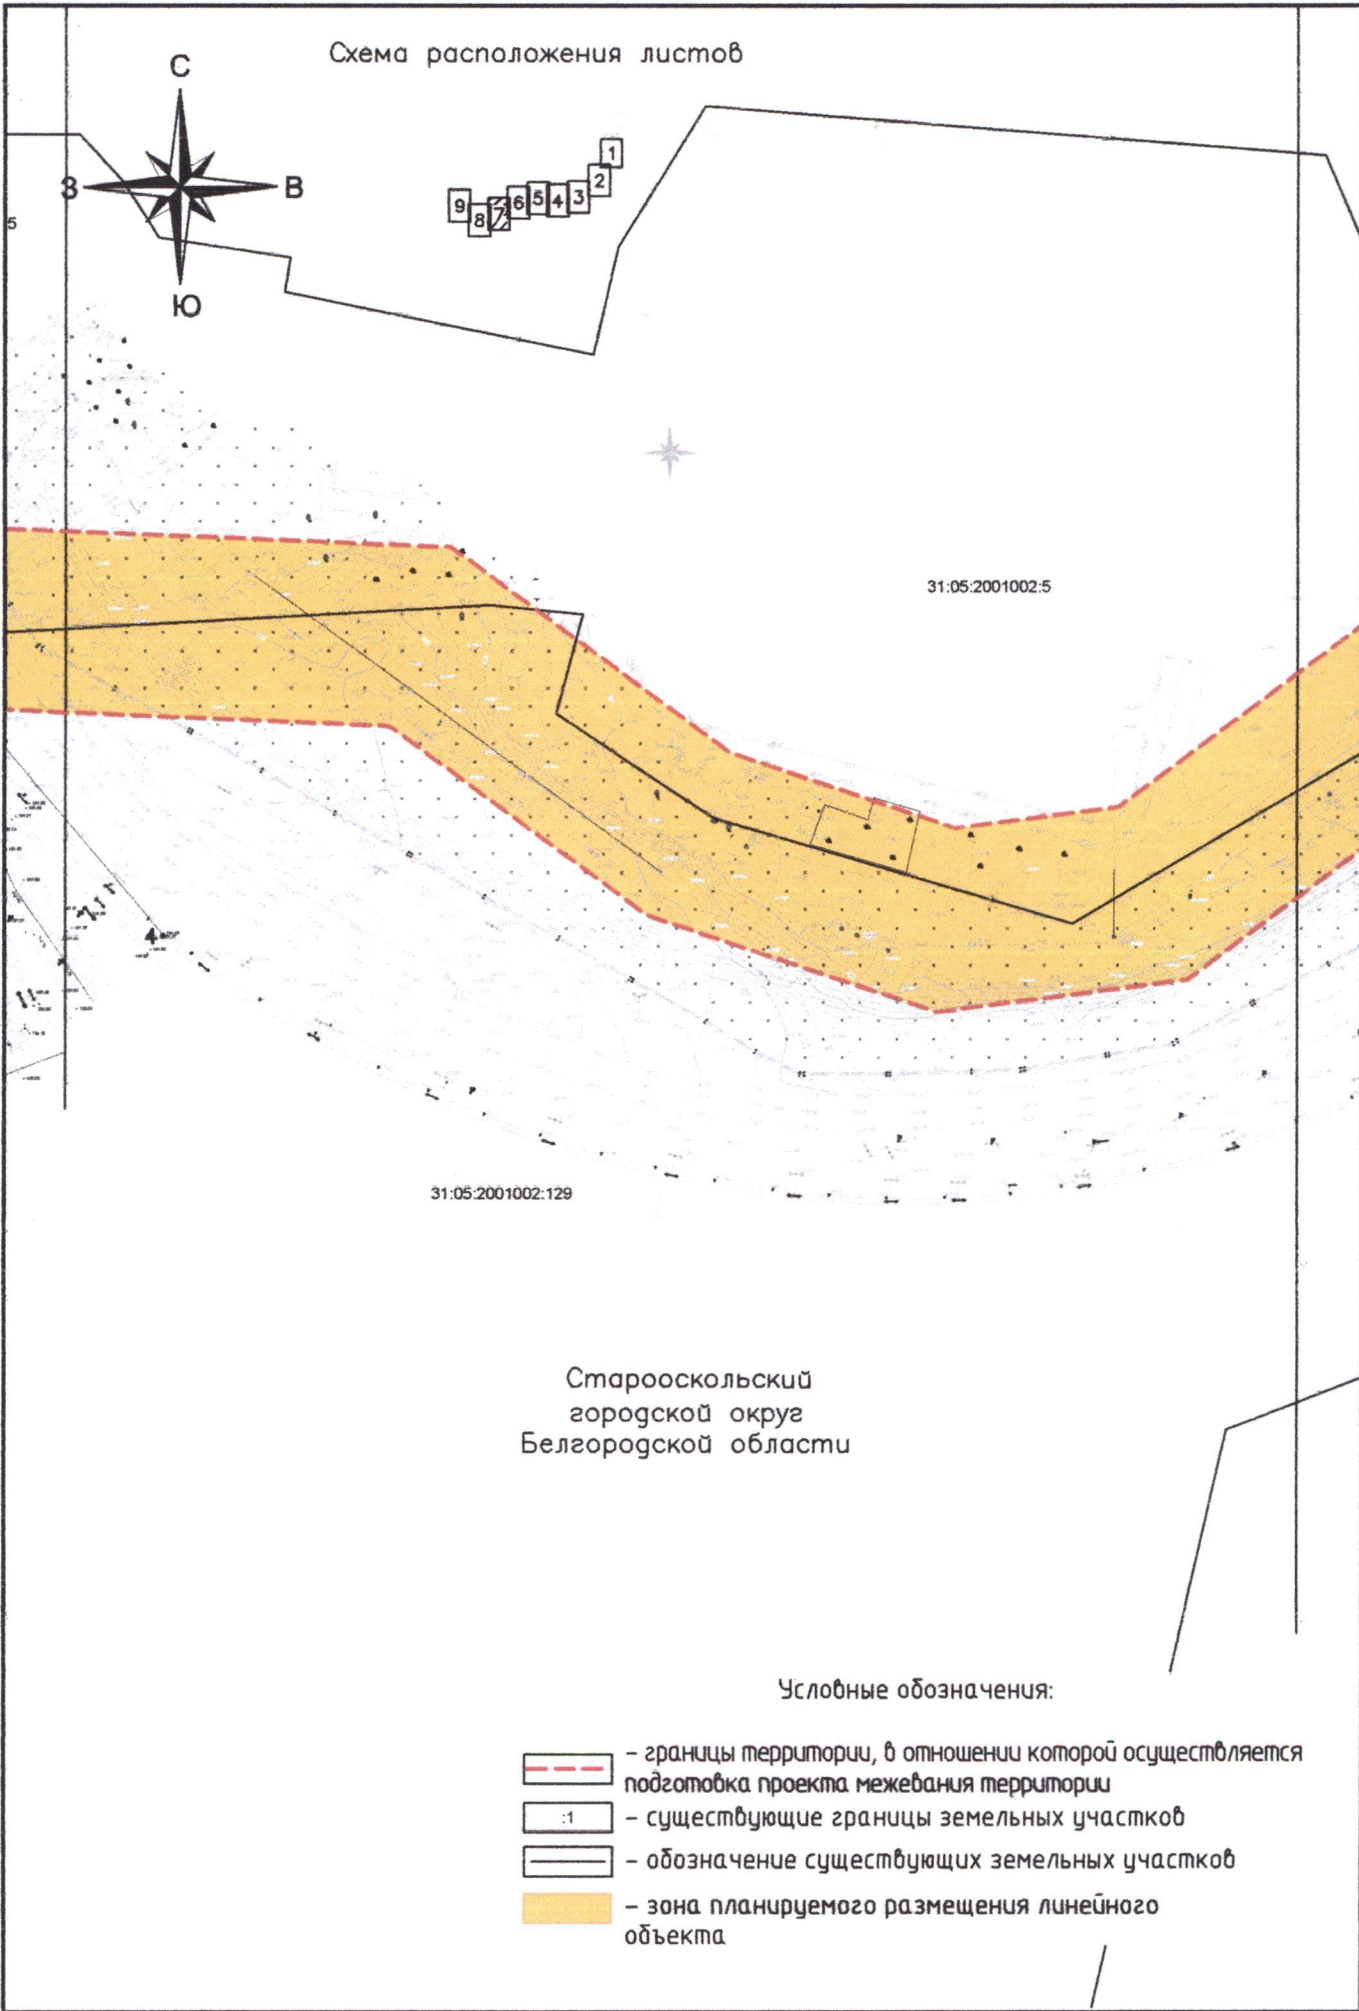 Схема расположения листов
С
З
В
Ю
1
2
3
4
5
6
7
8
9
5
31:05:2001002:5
4
31:05:2001002:129
Старооскольский
городской округ
Белгородской области
Условные обозначения:
– границы территории, в отношении которой осуществляется
подготовка проекта межевания территории
:1
– существующие границы земельных участков
– обозначение существующих земельных участков
– зона планируемого размещения линейного
объекта